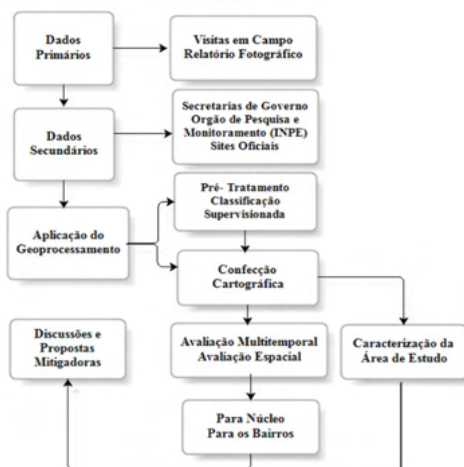 Dados
Primários
Visitas em Campo
Relatório Fotográfico
Dados
Secundários
Secretarias de Governo
Orgão de Pesquisa e
Monitoramento (INPE)
Sites Oficiais
Aplicação do
Geoprocessamento
Pré- Tratamento
Classificação
Supervisionada
Confecção
Cartográfica
Discussões e
Propostas
Mitigadoras
Avaliação Multitemporal
Avaliação Espacial
Caracterização da
Área de Estudo
Para Núcleo
Para os Bairros